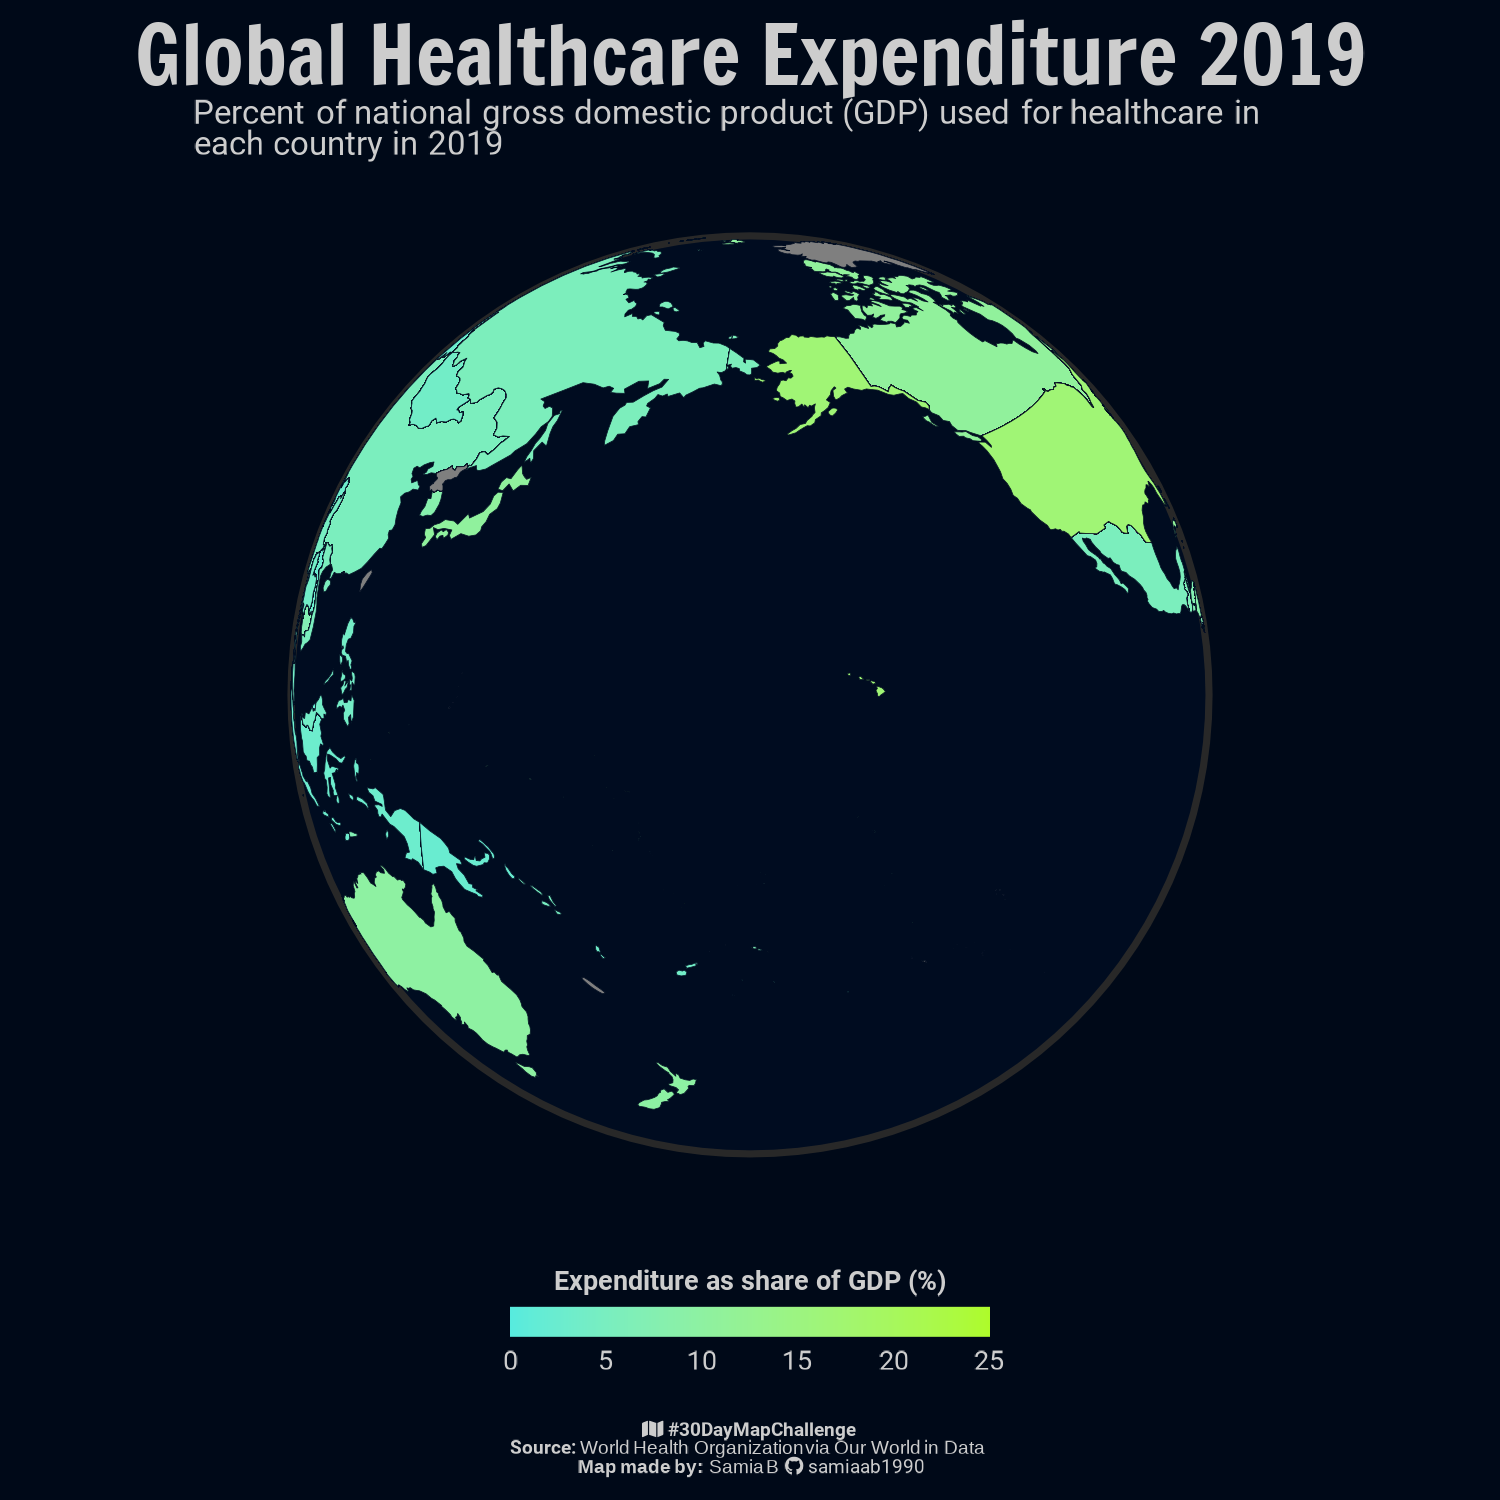 Global Healthcare Expenditure 2019
Percent of national gross domestic product (GDP) used for healthcare in
each country in 2019
Expenditure as share of GDP (%)
0 5 10 15 20 25
#30DayMapChallenge
Source: World Health Organization via Our World in Data
Map made by: Samia B samiaab1990